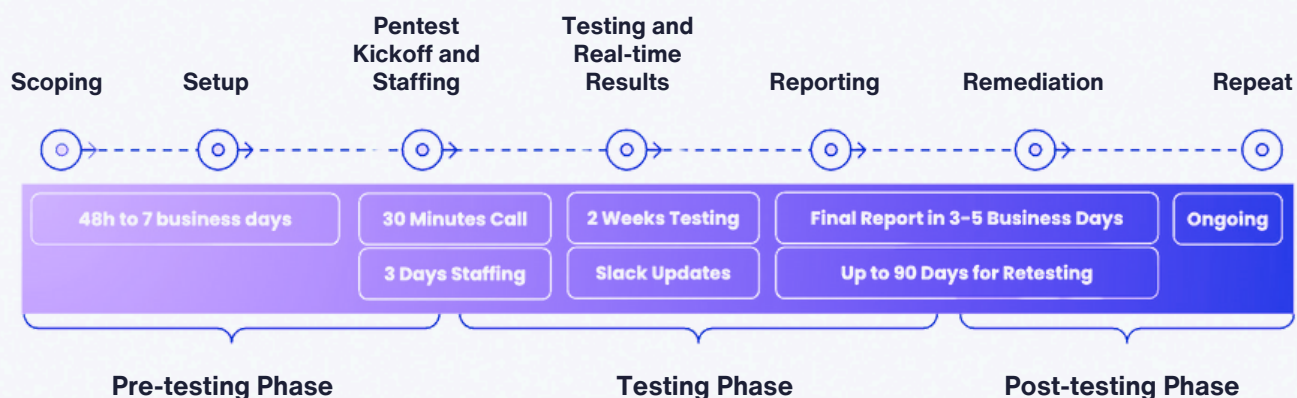 Scoping
Setup
Pentest
Kickoff and
Staffing
Testing and
Real-time
Results
Reporting
Remediation
Repeat
48h to 7 business days
30 Minutes Call
3 Days Staffing
2 Weeks Testing
Slack Updates
Final Report in 3-5 Business Days
Up to 90 Days for Retesting
Ongoing
Pre-testing Phase
Testing Phase
Post-testing Phase